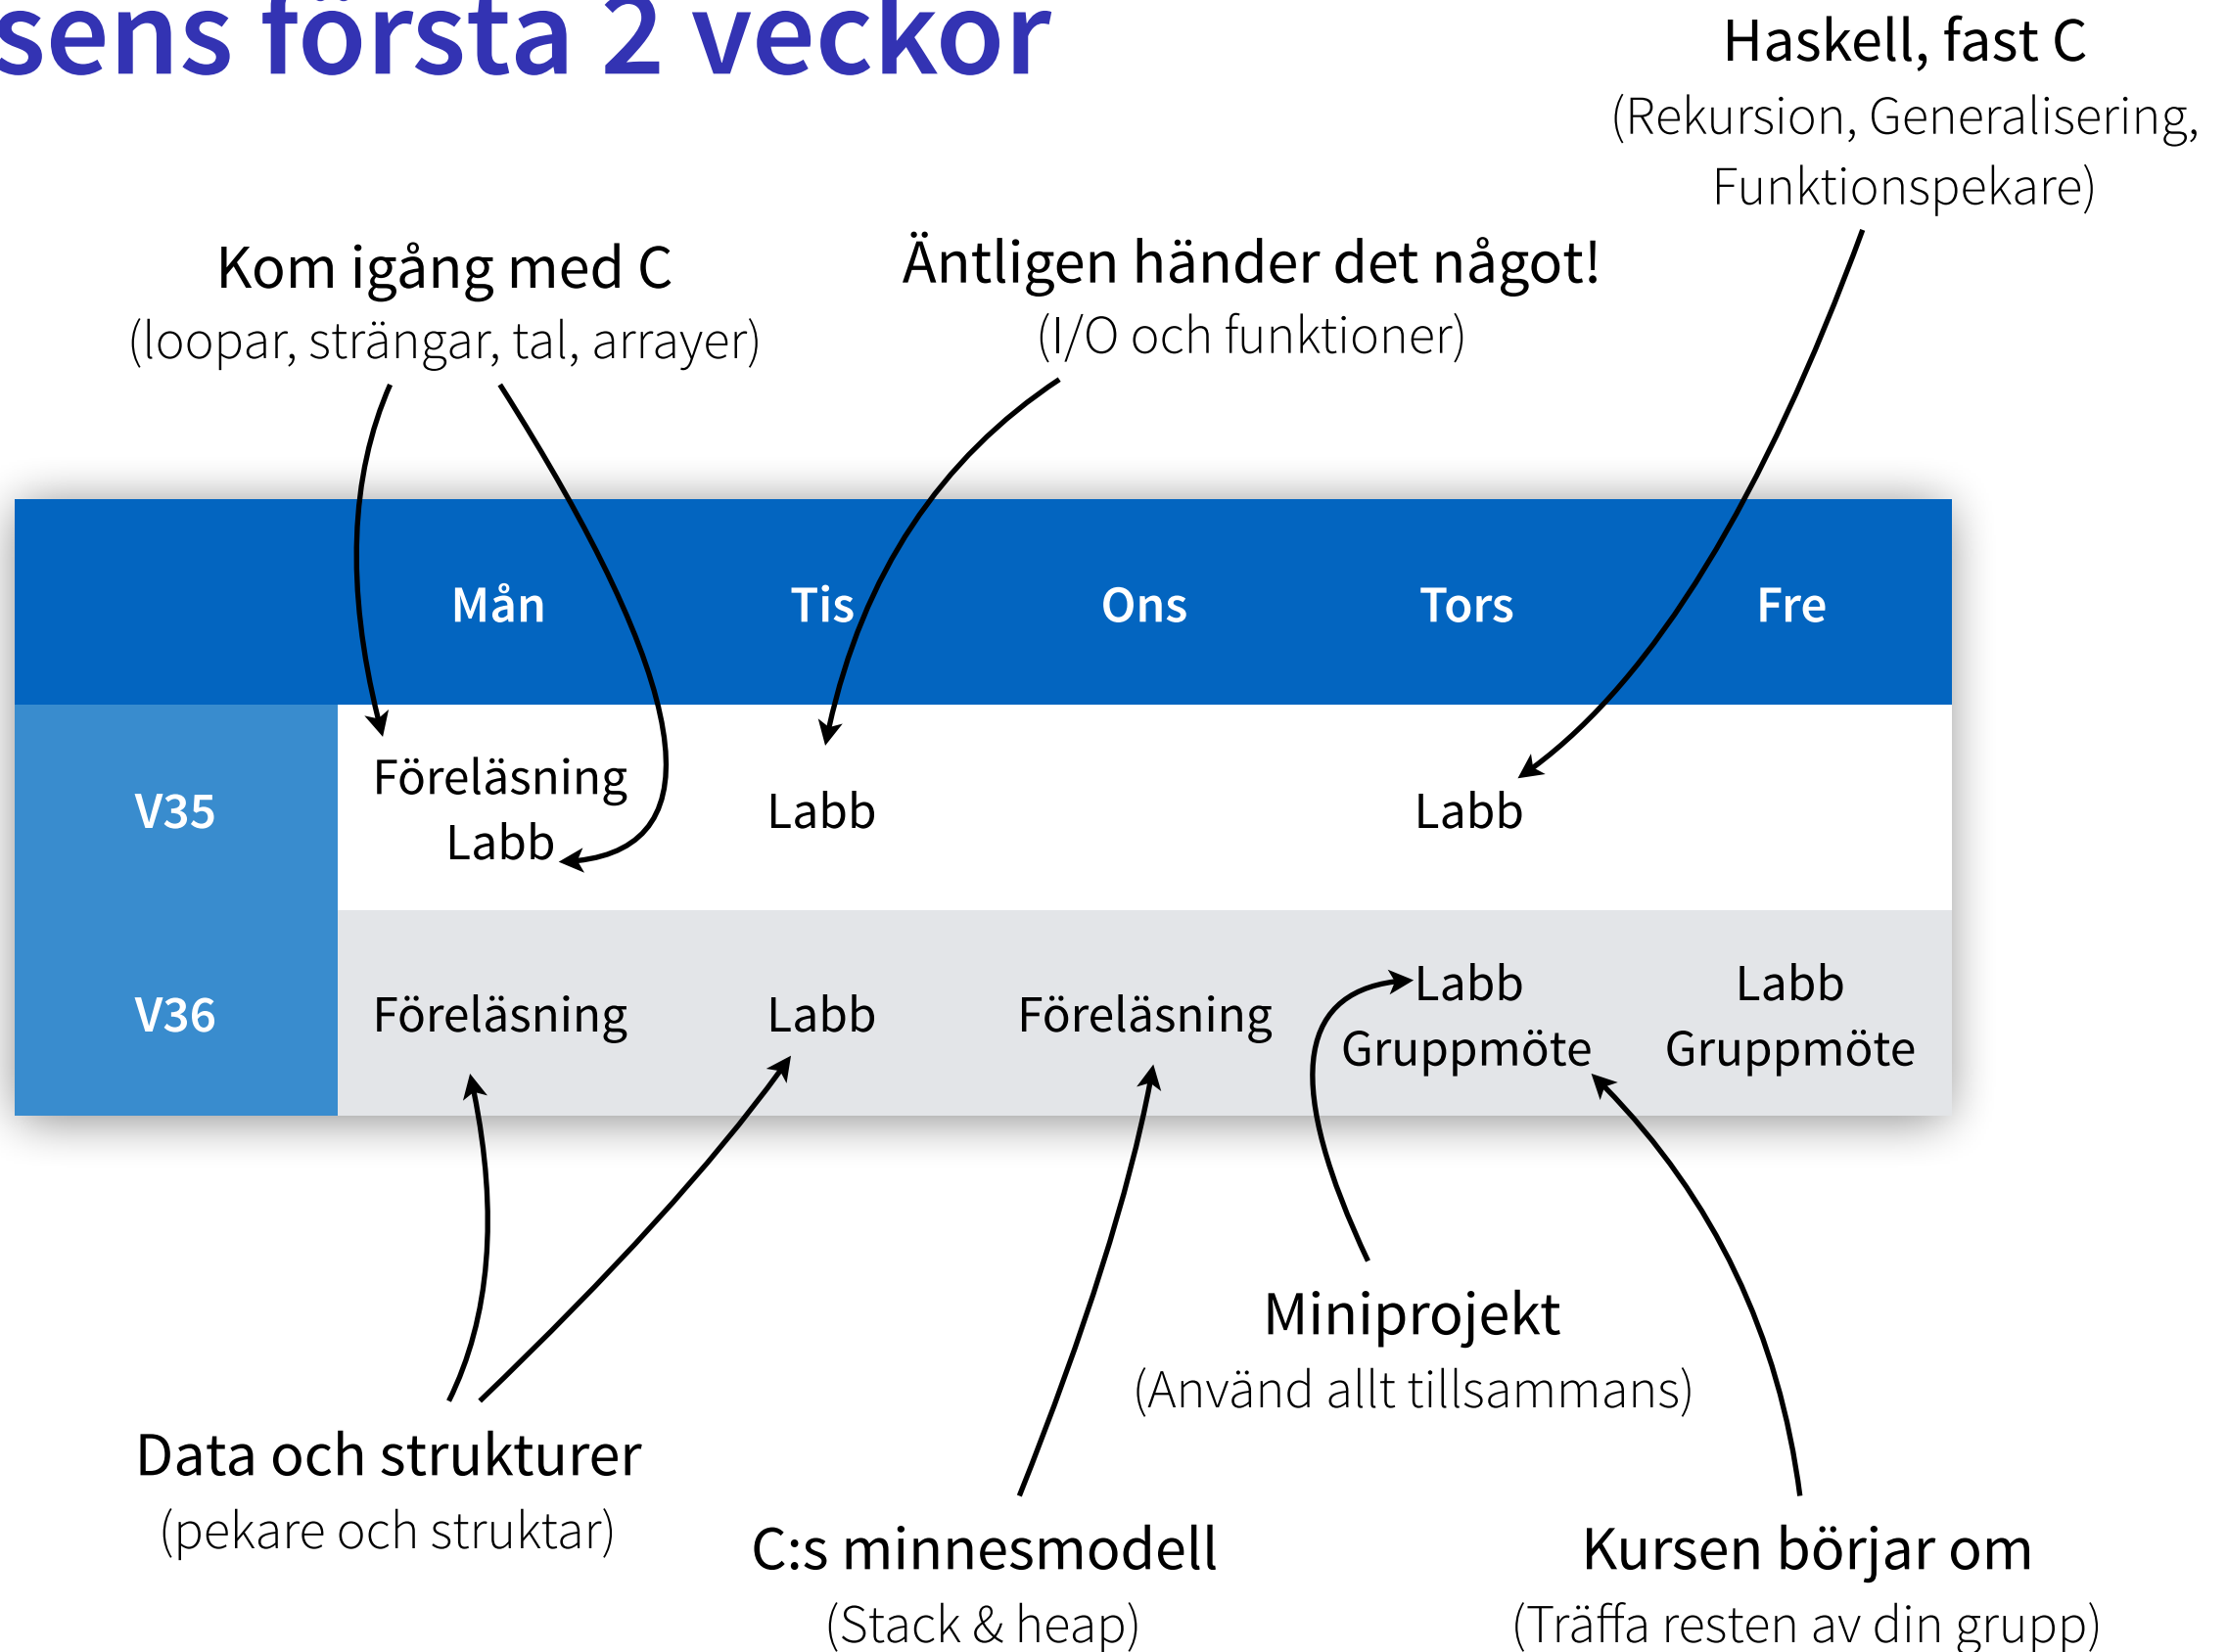 sens första 2 veckor
Haskell, fast C
(Rekursion, Generalisering,
Funktionspekare)
Kom igång med C
(loopar, strängar, tal, arrayer)
Äntligen händer det något!
(I/O och funktioner)
Mån Tis Ons Tors Fre
V35
Föreläsning
Labb
Labb
Labb
V36
Föreläsning
Labb
Föreläsning
Labb
Gruppmöte
Labb
Gruppmöte
Miniprojekt
(Använd allt tillsammans)
Data och strukturer
(pekare och struktar)
C:s minnesmodell
(Stack & heap)
Kursen börjar om
(Träffa resten av din grupp)